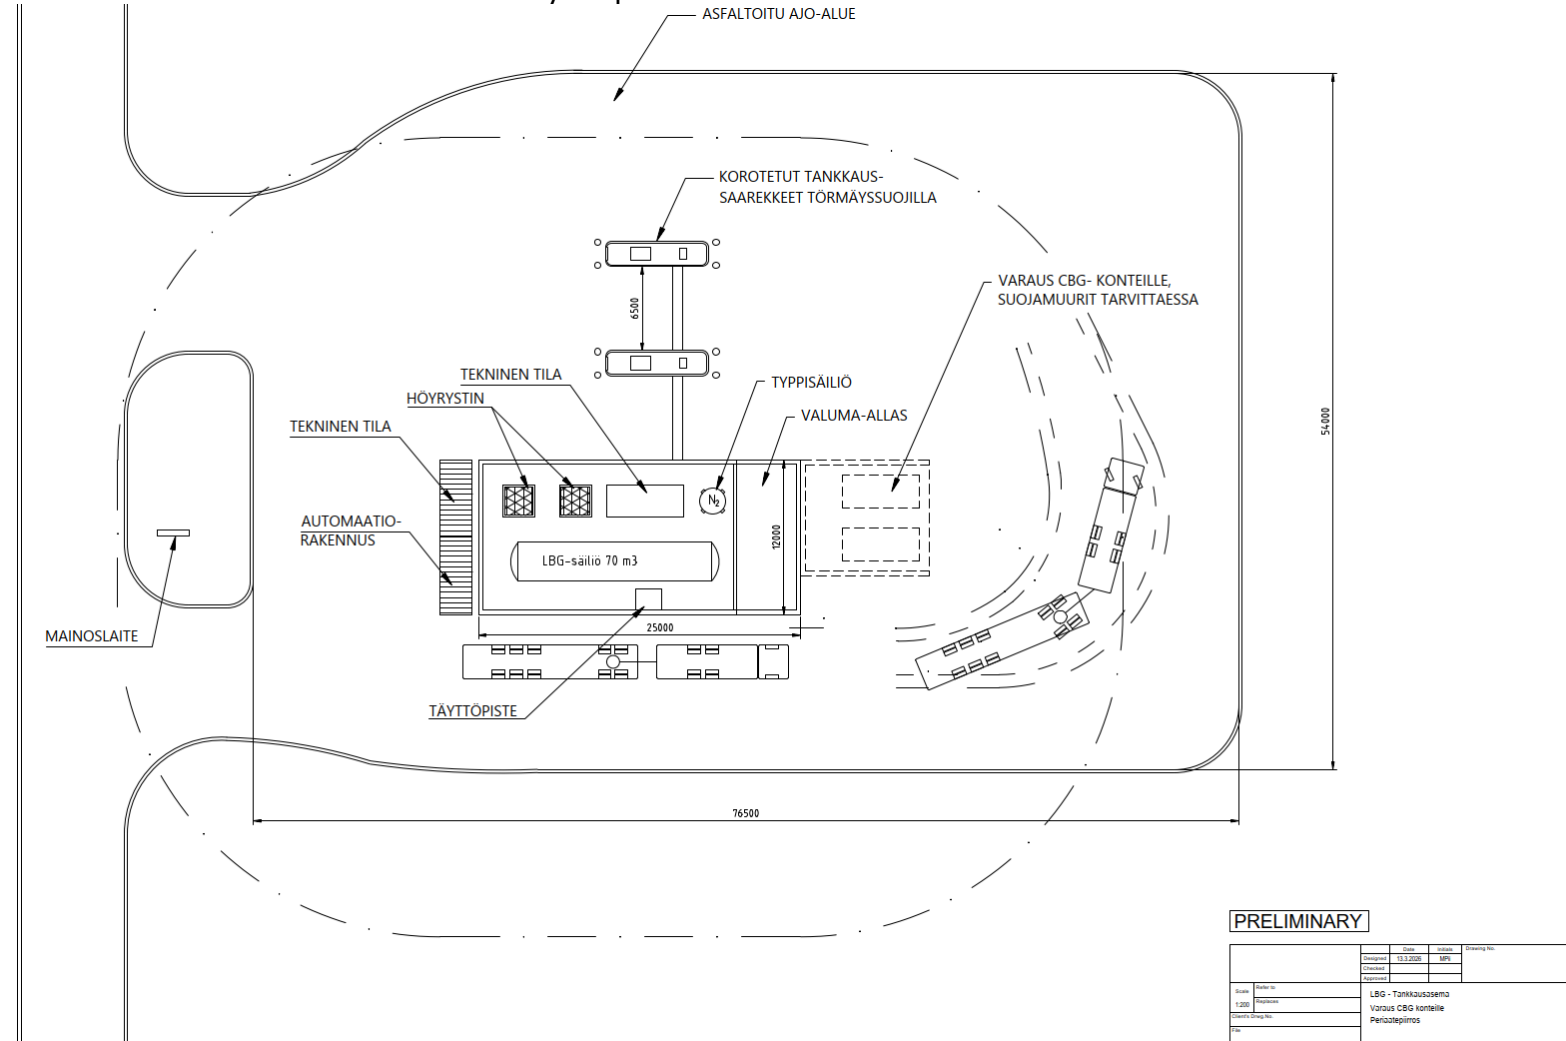 ASFALTOITU AJO-ALUE
KOROTETUT TANKKAUS-
SAAREKKEET TÖRMÄYSSUOJILLA
VARAUS CBG- KONTEILLE,
SUOJAMUURIT TARVITTAESSA
6500
TEKNINEN TILA
TYPPISÄILIÖ
HÖYRYSTIN
VALUMA-ALLAS
TEKNINEN TILA
54000
N2
AUTOMAATIO-
RAKENNUS
12000
LBG-säiliö 70 m3
MAINOSLAITE
25000
TÄYTTÖPISTE
76500
PRELIMINARY
Date Initials Drawing No.
Designed 13.3.2026 MPii
Checked
Approved
Scale Refer to
1:200 Replaces
Client's Drwg.No.
File
LBG - Tankkausasema
Varaus CBG konteille
Periaatepiirros